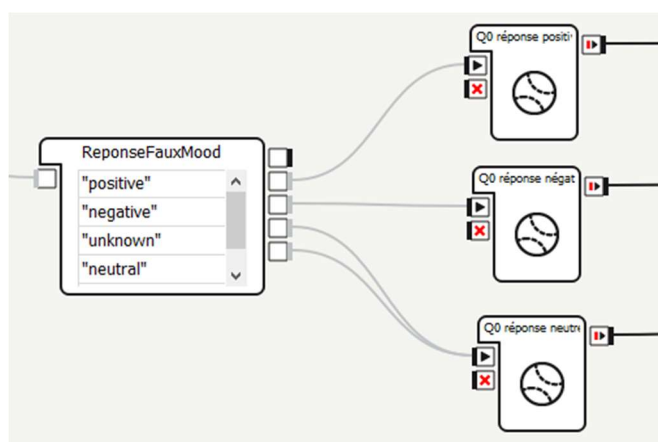 Q0 réponse positi
ReponseFauxMood
"positive"
"negative"
"unknown"
"neutral"
Q0 réponse négat
Q0 réponse neutre